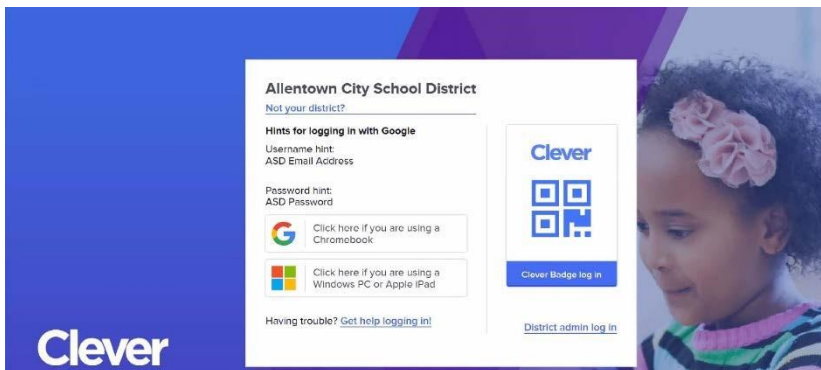 Allentown City School District
Not your district?
Hints for logging in with Google
Username hint:
ASD Email Address
Password hint:
ASD Password
Click here if you are using a
Chromebook
Click here if you are using a
Windows PC or Apple iPad
Having trouble? Get help logging in!
Clever
Clever Badge log in
District admin log in
Clever